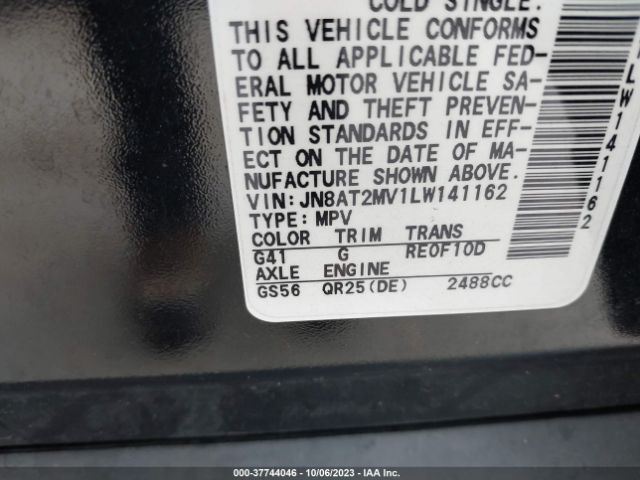 COLD SINGLE.
THIS VEHICLE CONFORMS
TO ALL APPLICABLE FED-
ERAL MOTOR VEHICLE SA-
FETY AND THEFT PREVEN-
TION STANDARDS IN EFF-
ECT ON THE DATE OF MA-
NUFACTURE SHOWN ABOVE.
VIN:JN8AT2MV1LW141162
TYPE:MPV
COLOR TRIM TRANS
G41 G RE0F10D
AXLE ENGINE
GS56 QR25(DE) 2488CC
LW141162
000-37744046 - 10/06/2023 - IAA Inc.